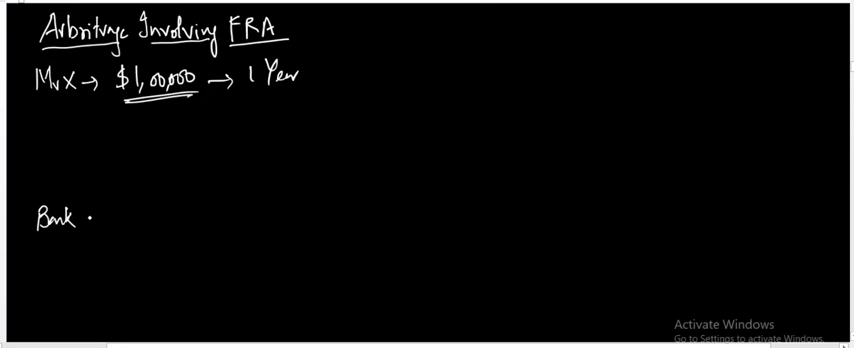 Arbitrage Involving FRA
Mr X → $1,00,000 → 1 Year
Bank
Activate Windows
Go to Settings to activate Windows.